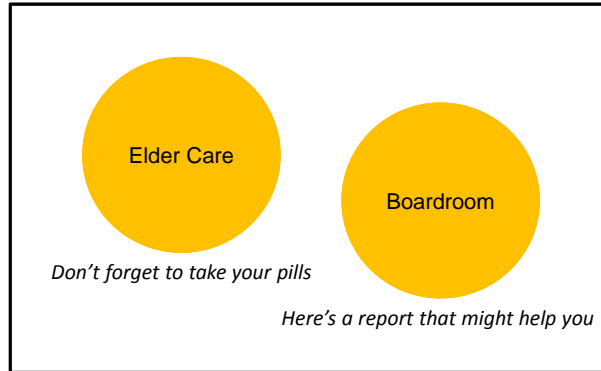 Elder Care
Don’t forget to take your pills
Boardroom
Here’s a report that might help you